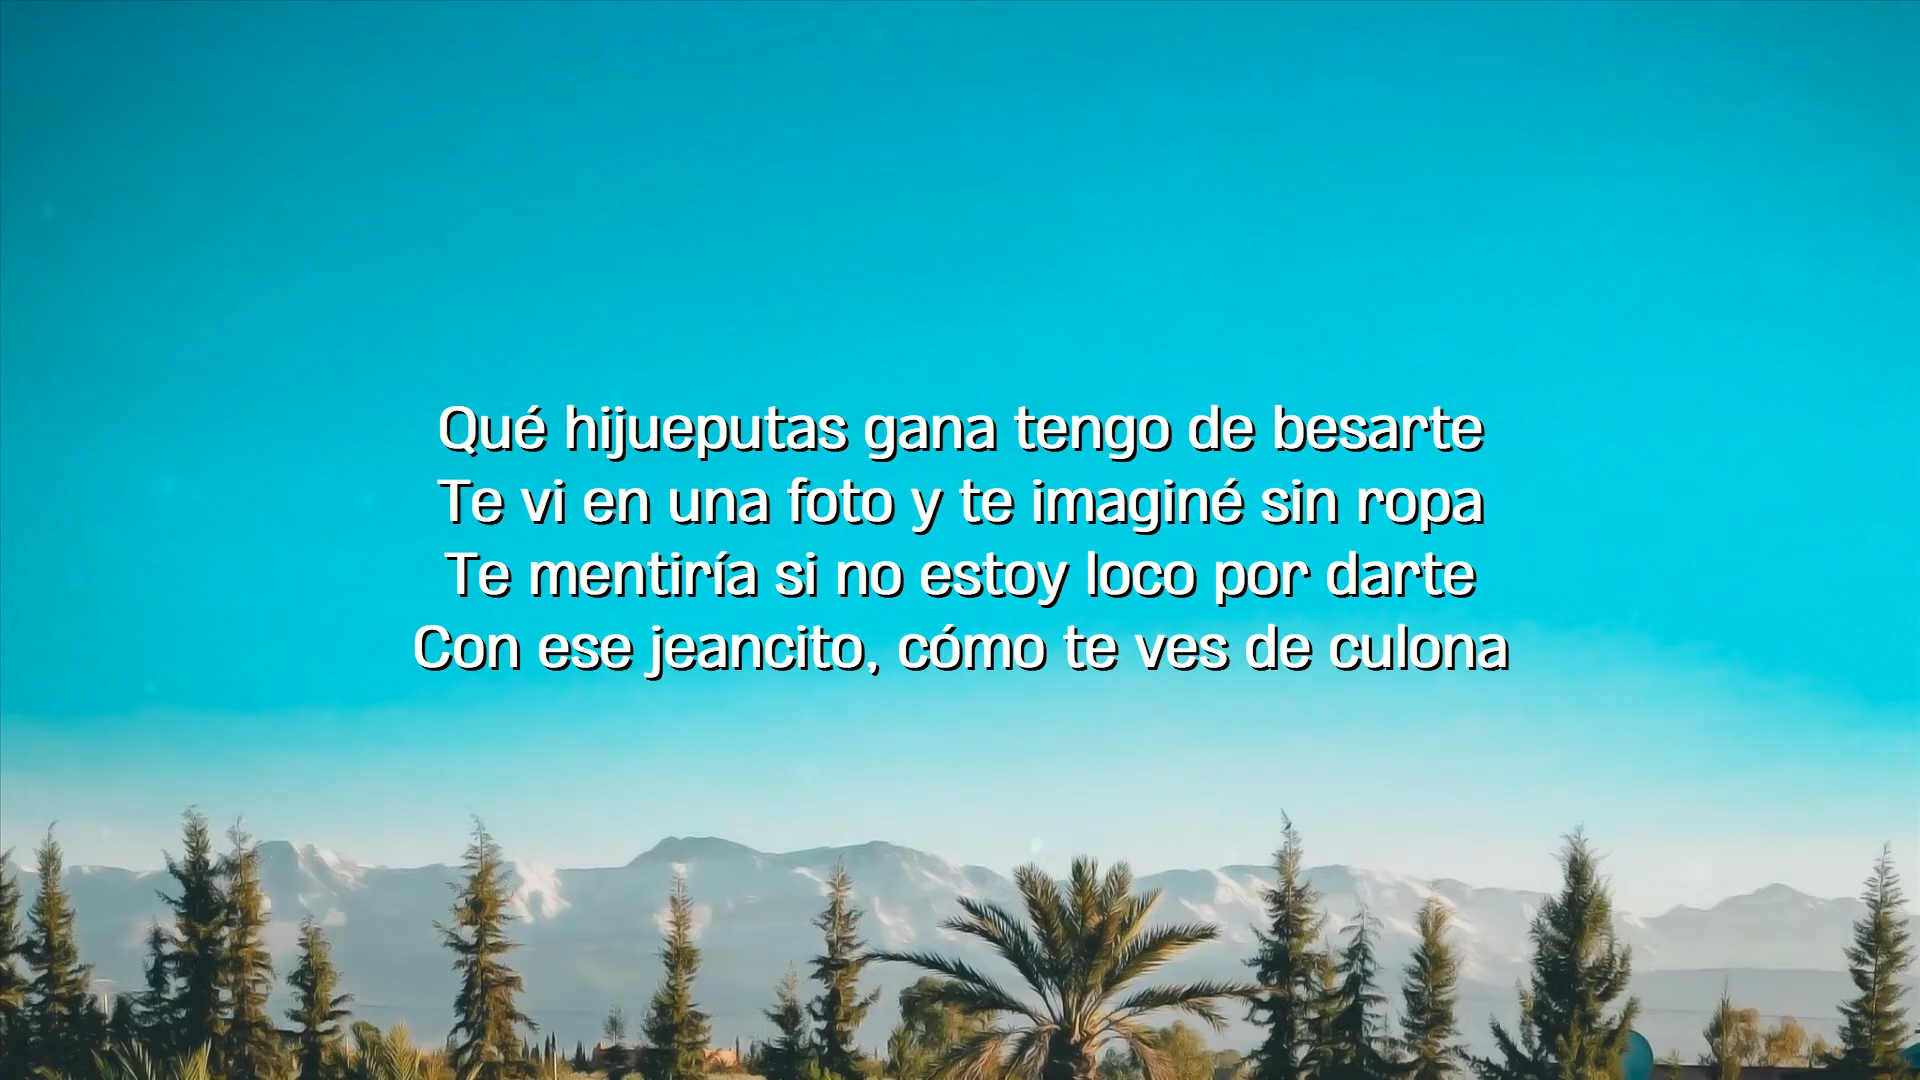 Qué hijueputas gana tengo de besarte
Te vi en una foto y te imaginé sin ropa
Te mentiría si no estoy loco por darte
Con ese jeancito, cómo te ves de culona